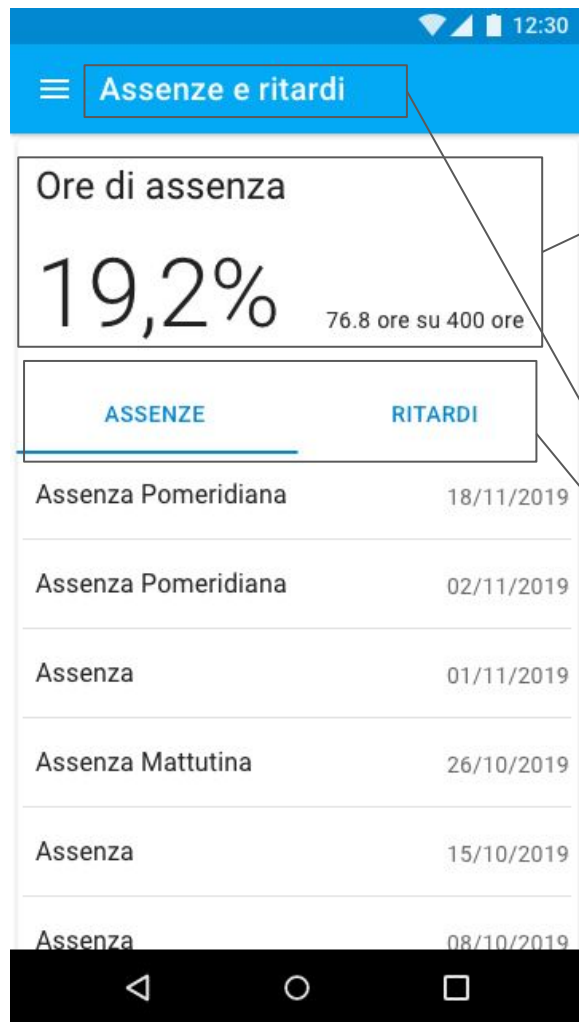 12:30
Assenze e ritardi
Ore di assenza
19,2% 76.8 ore su 400 ore
ASSENZE RITARDI
Assenza Pomeridiana 18/11/2019
Assenza Pomeridiana 02/11/2019
Assenza 01/11/2019
Assenza Mattutina 26/10/2019
Assenza 15/10/2019
Assenza 08/10/2019